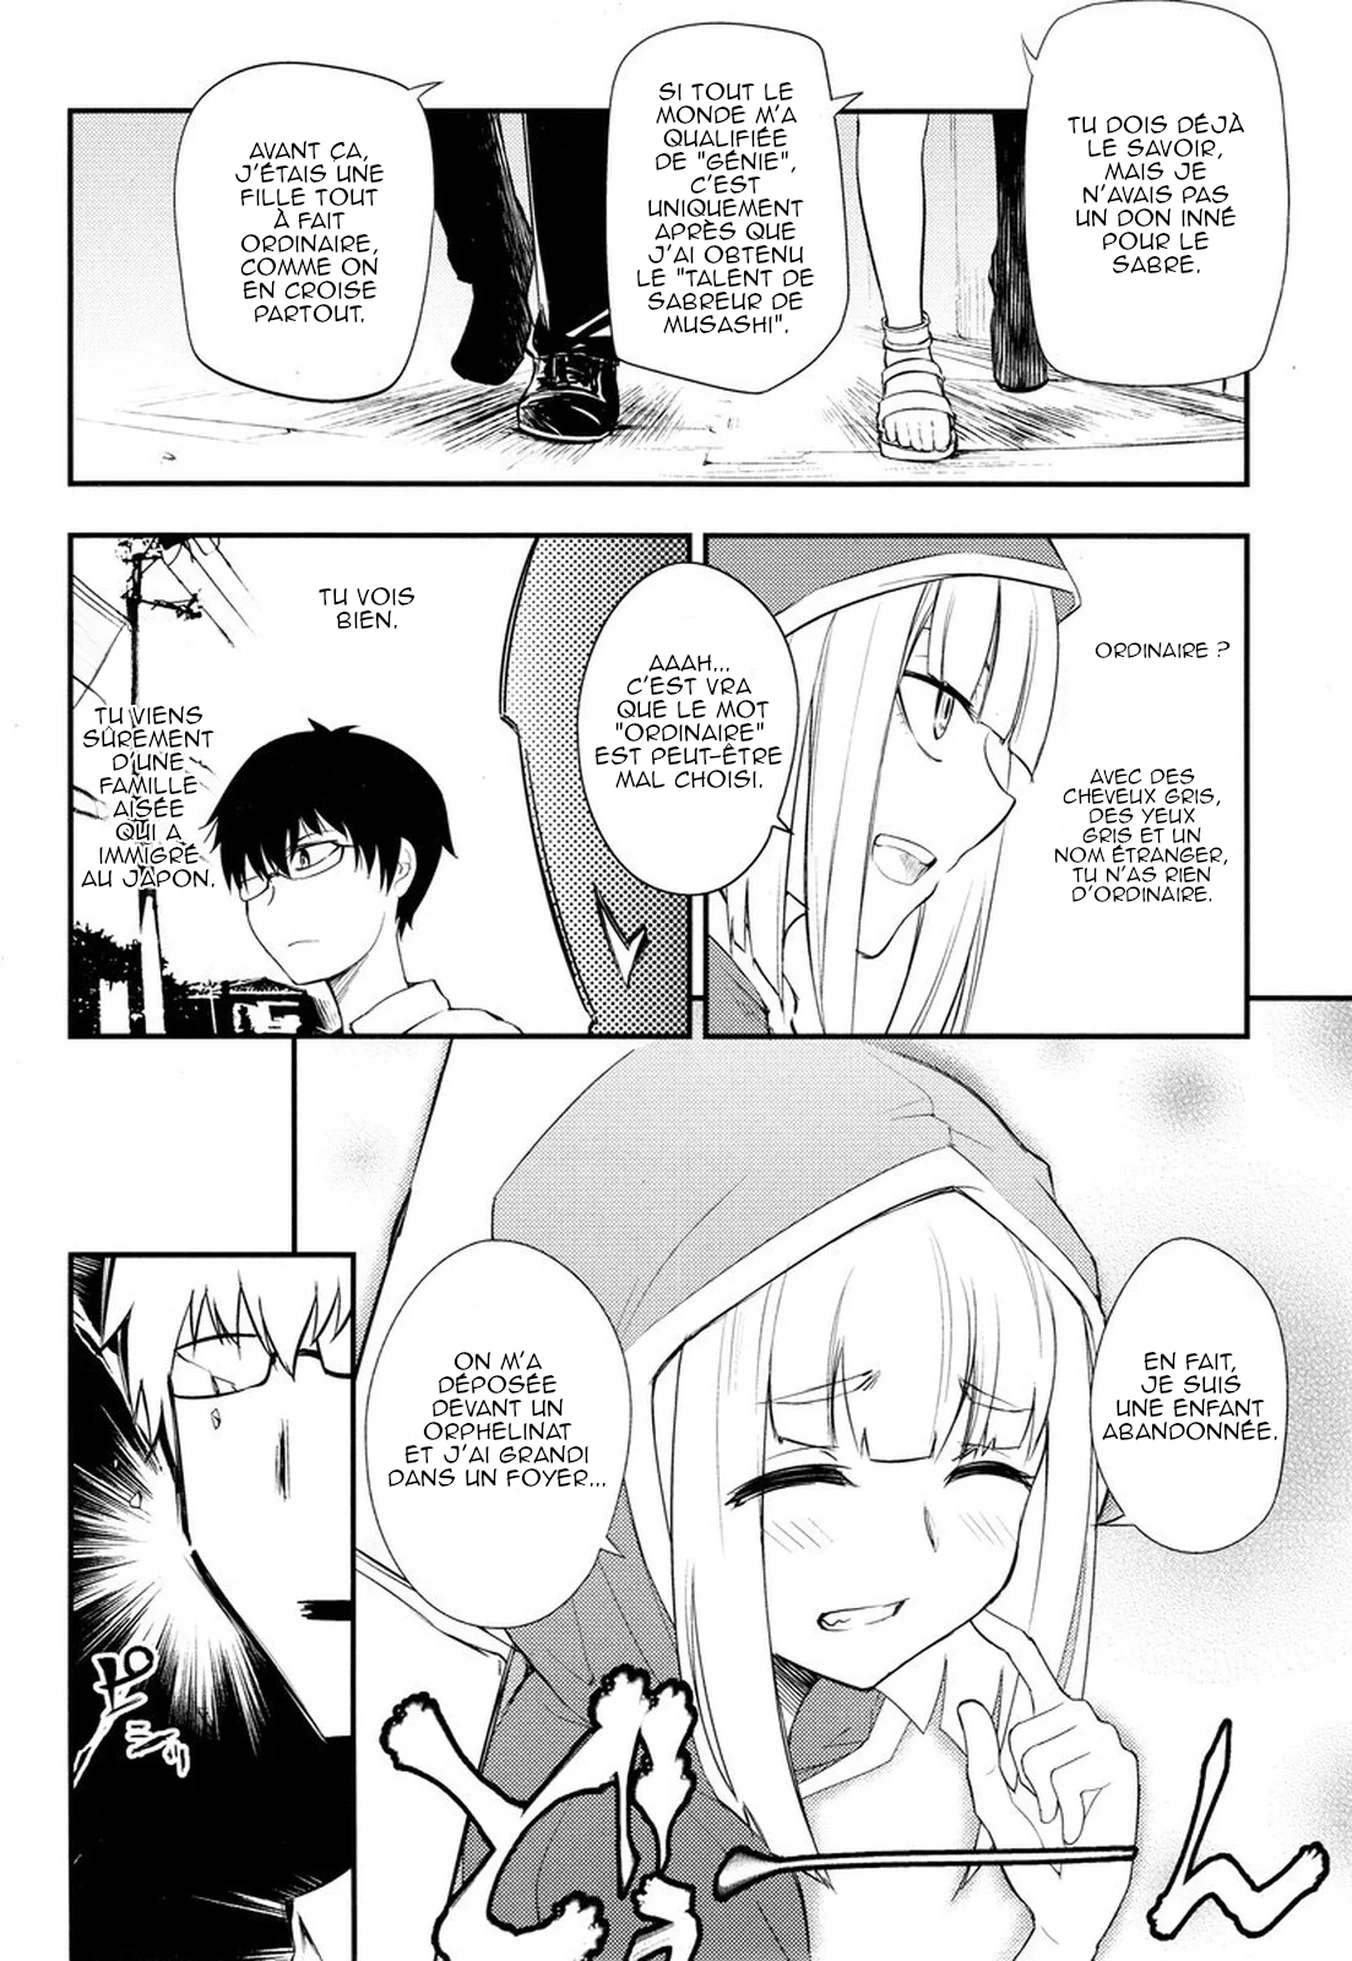 TU DOIS DÉJÀ
LE SAVOIR,
MAIS JE
N'AVAIS PAS
UN DON INNÉ
POUR LE
SABRE.
SI TOUT LE
MONDE M'A
QUALIFIÉE
DE "GÉNIE",
C'EST
UNIQUEMENT
APRÈS QUE
J'AI OBTENU
LE "TALENT DE
SABREUR DE
MUSASHI".
AVANT ÇA,
J'ÉTAIS UNE
FILLE TOUT
À FAIT
ORDINAIRE,
COMME ON
EN CROISE
PARTOUT.
ORDINAIRE ?
AVEC DES
CHEVEUX GRIS,
DES YEUX
GRIS ET UN
NOM ÉTRANGER,
TU N'AS RIEN
D'ORDINAIRE.
AAAH...
C'EST VRA
QUE LE MOT
"ORDINAIRE"
EST PEUT-ÊTRE
MAL CHOISI.
TU VOIS
BIEN.
TU VIENS
SÛREMENT
D'UNE
FAMILLE
AISÉE
QUI A
IMMIGRÉ
AU JAPON.
EN FAIT,
JE SUIS
UNE ENFANT
ABANDONNÉE.
ON M'A
DÉPOSÉE
DEVANT UN
ORPHELINAT
ET J'AI GRANDI
DANS UN FOYER...
ピシッ